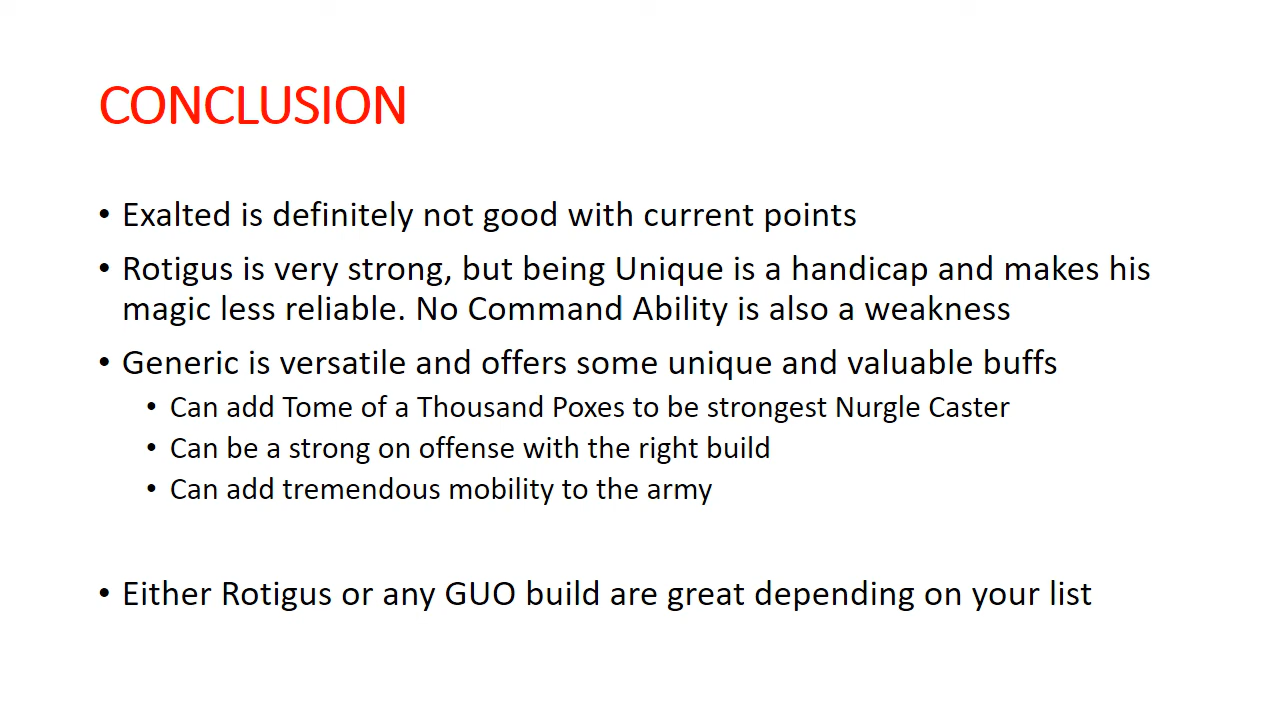 CONCLUSION
• Exalted is definitely not good with current points
• Rotigus is very strong, but being Unique is a handicap and makes his
magic less reliable. No Command Ability is also a weakness
• Generic is versatile and offers some unique and valuable buffs
• Can add Tome of a Thousand Poxes to be strongest Nurgle Caster
• Can be a strong on offense with the right build
• Can add tremendous mobility to the army
• Either Rotigus or any GUO build are great depending on your list